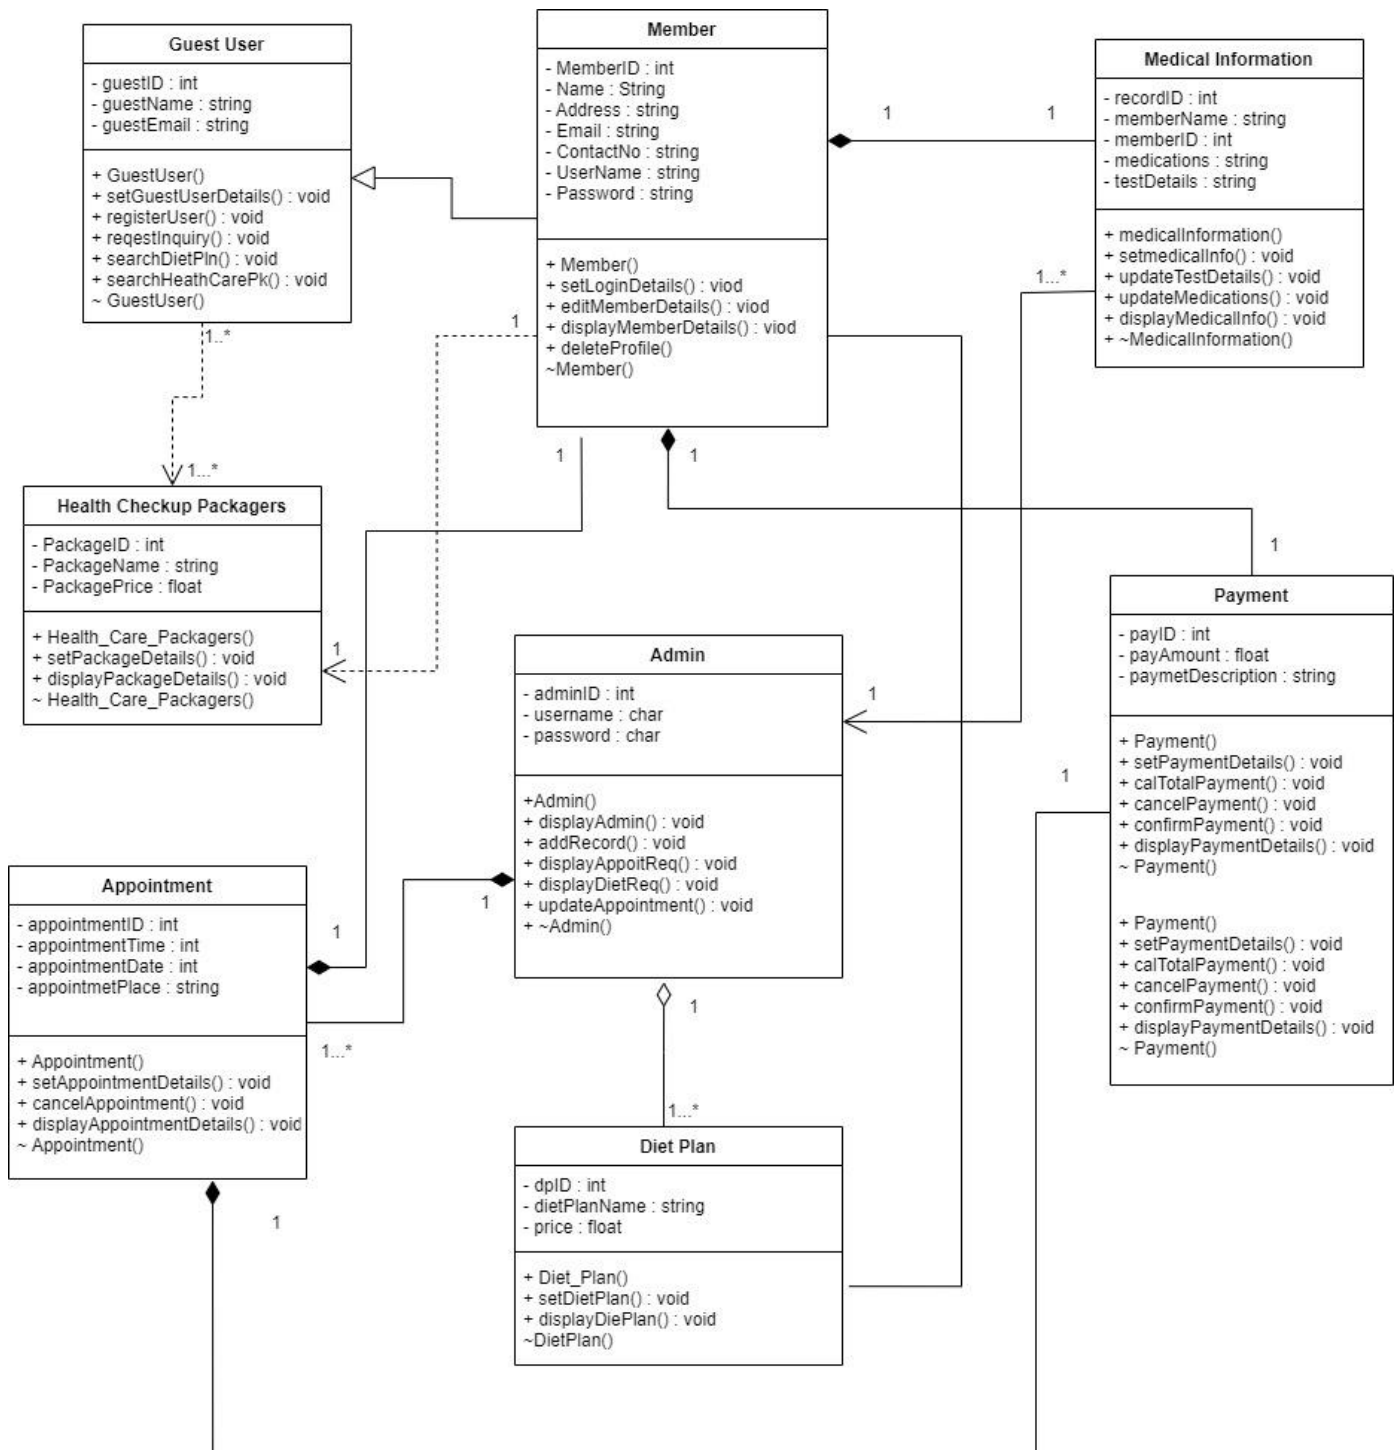 Guest User
- guestID : int
- guestName : string
- guestEmail : string
+ GuestUser()
+ setGuestUserDetails() : void
+ registerUser() : void
+ reqestInquiry() : void
+ searchDietPln() : void
+ searchHeathCarePk() : void
~ GuestUser()
1..*
1...*
Member
- MemberID : int
- Name : String
- Address : string
- Email : string
- ContactNo : string
- UserName : string
- Password : string
+ Member()
+ setLoginDetails() : viod
+ editMemberDetails() : viod
+ displayMemberDetails() : viod
+ deleteProfile()
~Member()
1
1
1
1
1
Medical Information
- recordID : int
- memberName : string
- memberID : int
- medications : string
- testDetails : string
+ medicalInformation()
+ setmedicalInfo() : void
+ updateTestDetails() : void
+ updateMedications() : void
+ displayMedicalInfo() : void
+ ~MedicalInformation()
1...*
Health Checkup Packagers
- PackageID : int
- PackageName : string
- PackagePrice : float
+ Health_Care_Packagers()
+ setPackageDetails() : void
+ displayPackageDetails() : void
~ Health_Care_Packagers()
1
Admin
- adminID : int
- username : char
- password : char
+Admin()
+ displayAdmin() : void
+ addRecord() : void
+ displayAppoitReq() : void
+ displayDietReq() : void
+ updateAppointment() : void
+ ~Admin()
1
1
1
1
Payment
- payID : int
- payAmount : float
- paymetDescription : string
+ Payment()
+ setPaymentDetails() : void
+ calTotalPayment() : void
+ cancelPayment() : void
+ confirmPayment() : void
+ displayPaymentDetails() : void
~ Payment()
+ Payment()
+ setPaymentDetails() : void
+ calTotalPayment() : void
+ cancelPayment() : void
+ confirmPayment() : void
+ displayPaymentDetails() : void
~ Payment()
1
Appointment
- appointmentID : int
- appointmentTime : int
- appointmentDate : int
- appointmetPlace : string
+ Appointment()
+ setAppointmentDetails() : void
+ cancelAppointment() : void
+ displayAppointmentDetails() : void
~ Appointment()
1
1...*
1
1...*
Diet Plan
- dpID : int
- dietPlanName : string
- price : float
+ Diet_Plan()
+ setDietPlan() : void
+ displayDiePlan() : void
~DietPlan()